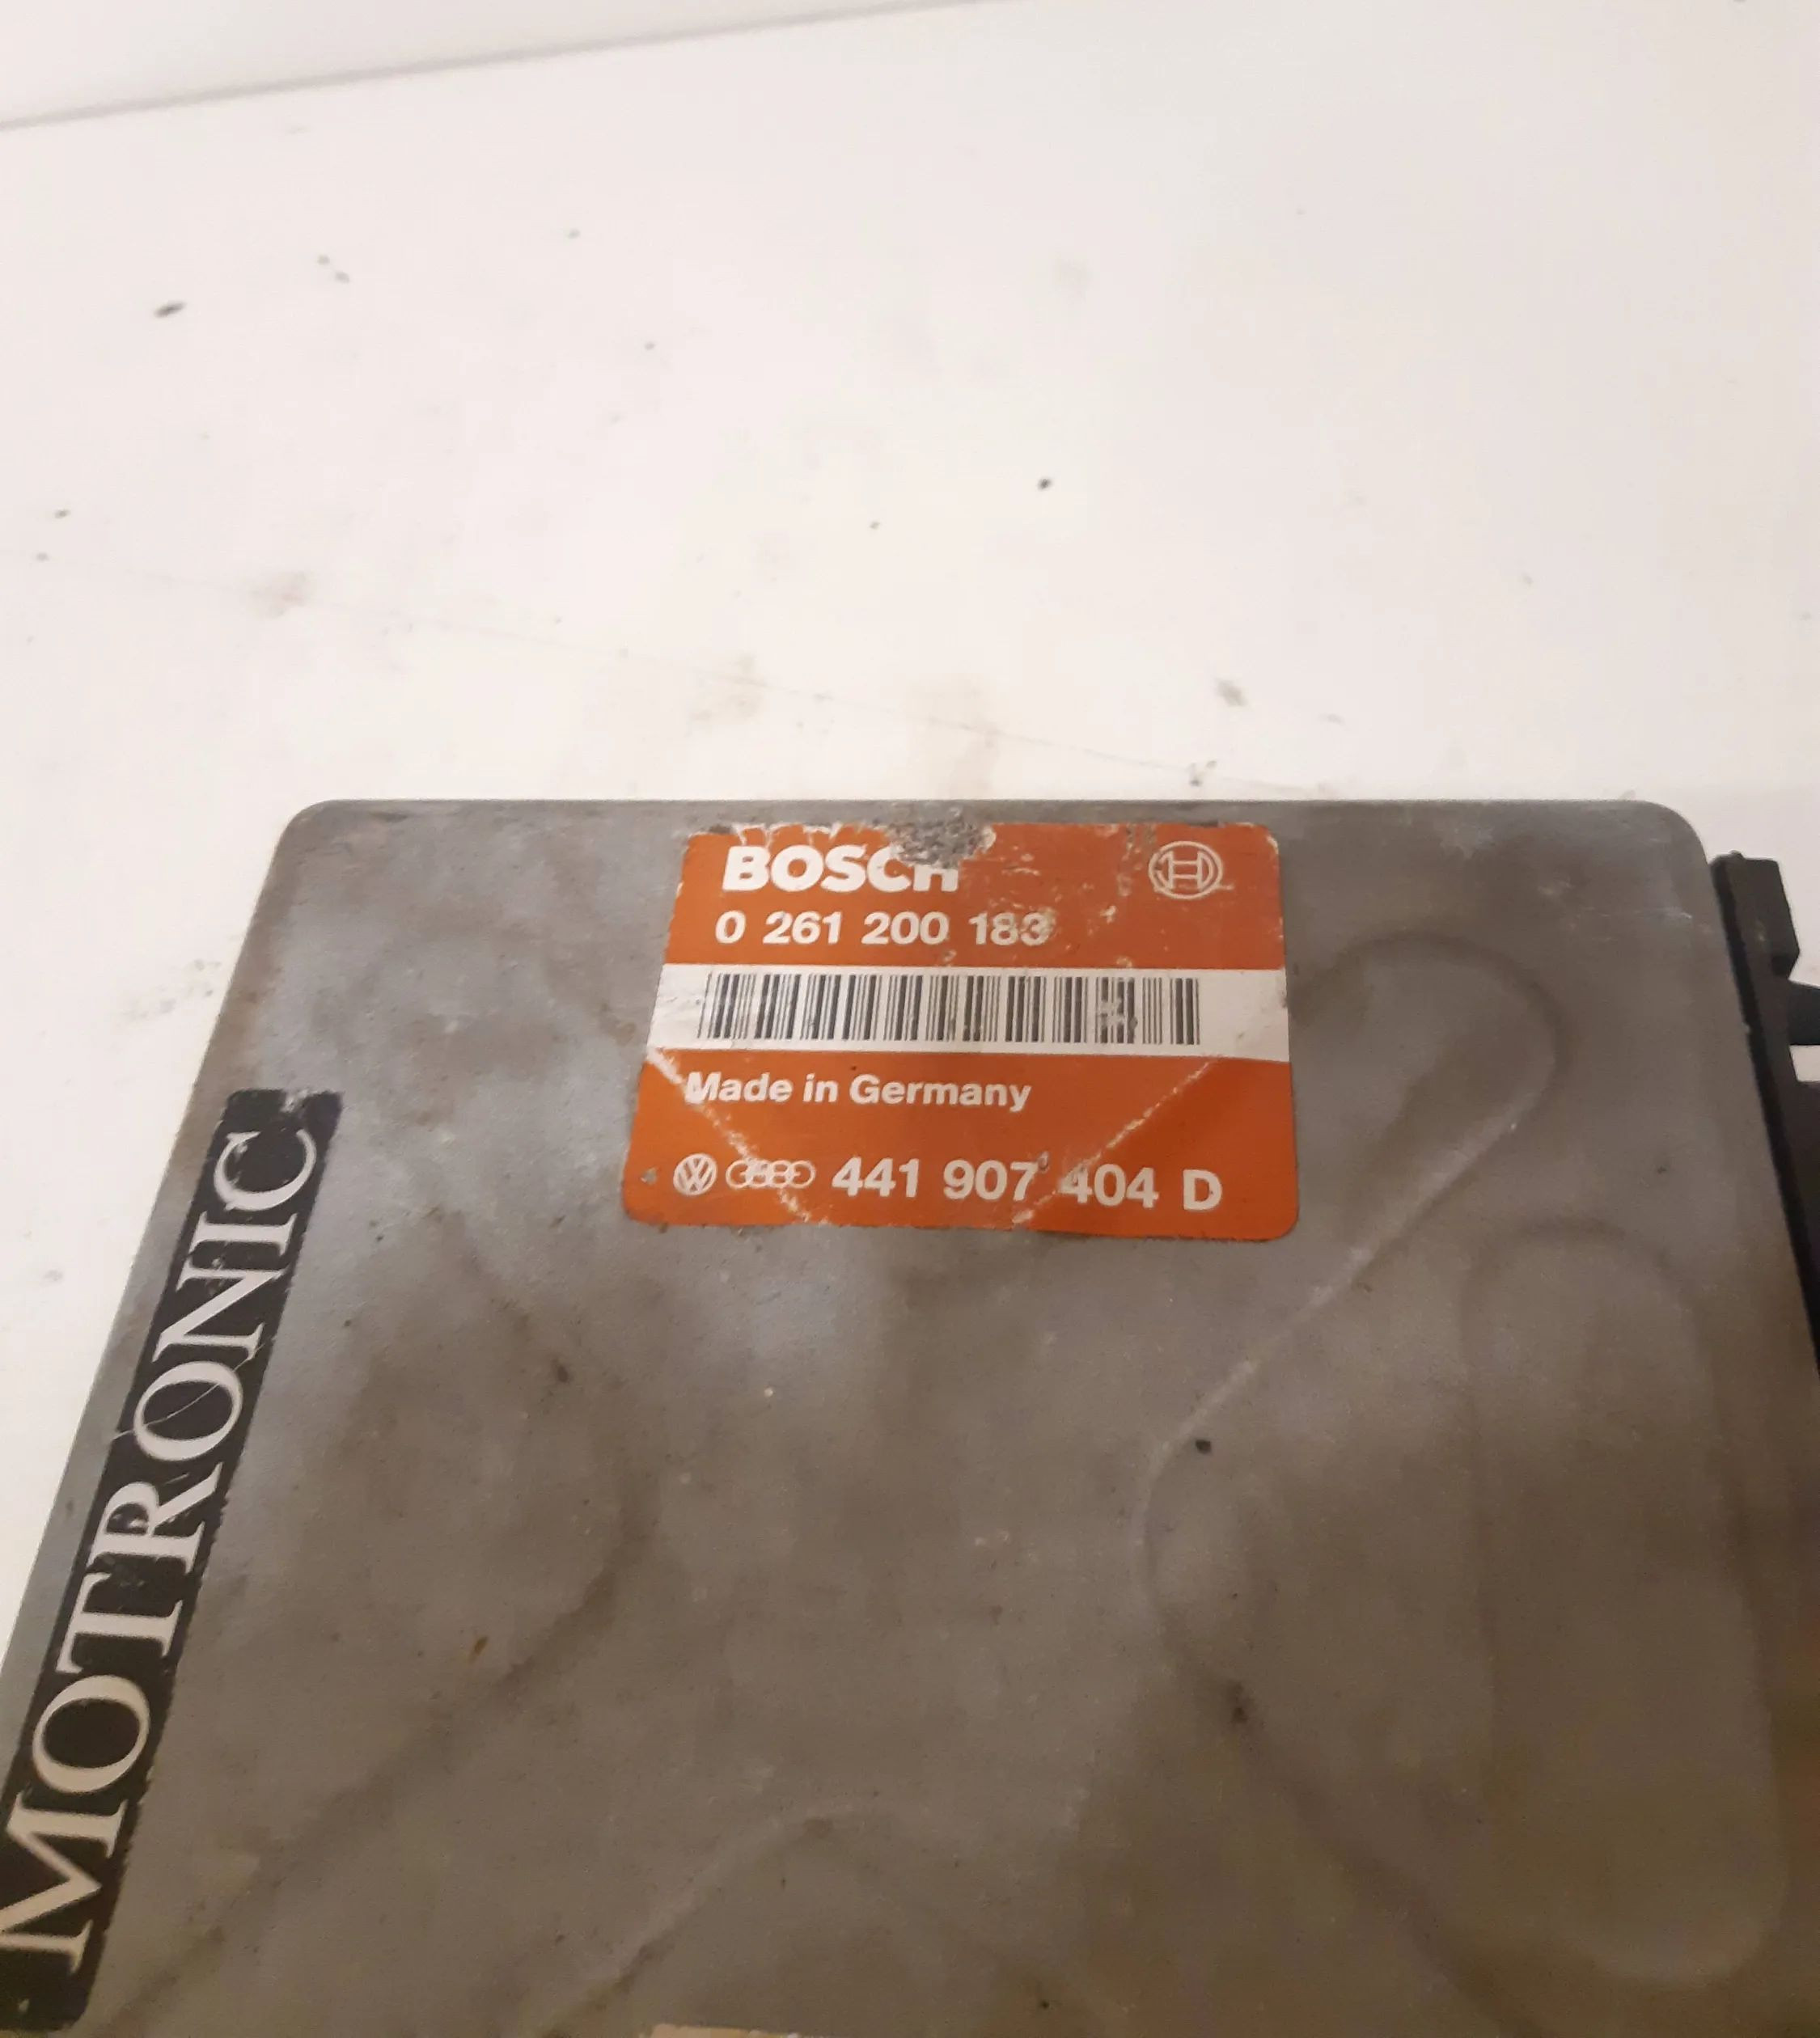 BOSCH
0 261 200 183
Made in Germany
441 907 404 D
MOTRONIC